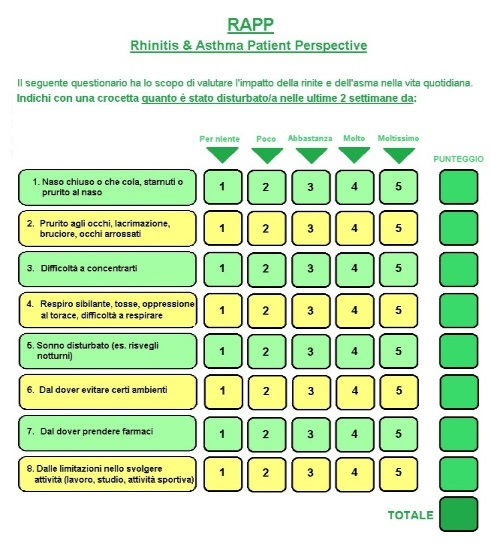 RAPP
Rhinitis & Asthma Patient Perspective
Il seguente questionario ha lo scopo di valutare l'impatto della rinite e dell'asma nella vita quotidiana.
Indichi con una crocetta quanto è stato disturbato/a nelle ultime 2 settimane da:
Per niente Poco Abbastanza Molto Moltissimo
PUNTEGGIO
1. Naso chiuso o che cola, starnuti o
prurito al naso
1 2 3 4 5
2. Prurito agli occhi, lacrimazione,
bruciore, occhi arrossati
1 2 3 4 5
3. Difficoltà a concentrarti
1 2 3 4 5
4. Respiro sibilante, tosse, oppressione
al torace, difficoltà a respirare
1 2 3 4 5
5. Sonno disturbato (es. risvegli
notturni)
1 2 3 4 5
6. Dal dover evitare certi ambienti
1 2 3 4 5
7. Dal dover prendere farmaci
1 2 3 4 5
8. Dalle limitazioni nello svolgere
attività (lavoro, studio, attività sportiva)
1 2 3 4 5
TOTALE